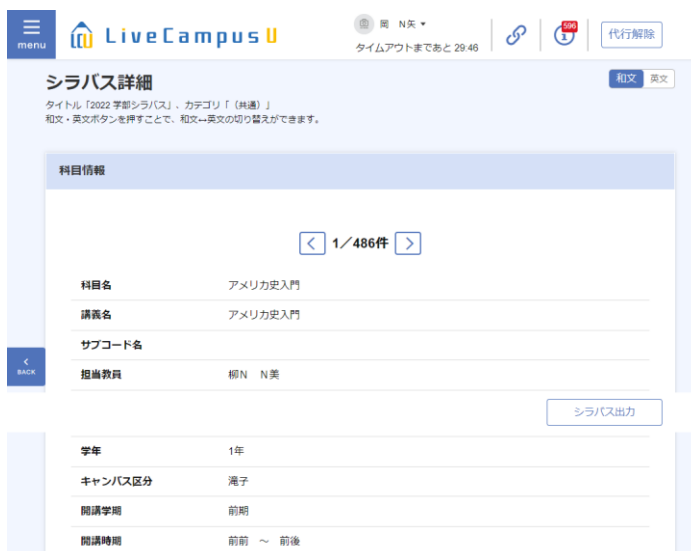 menu
LiveCampusU
岡　N矢
タイムアウトまであと 29:46
596
代行解除
シラバス詳細
和文 英文
タイトル「2022 学部シラバス」、カテゴリ「（共通）」
和文・英文ボタンを押すことで、和文↔英文の切り替えができます。
科目情報
1／486件
科目名 アメリカ史入門
講義名 アメリカ史入門
サブコード名
BACK
担当教員 柳N　N美
シラバス出力
学年 1年
キャンパス区分 滝子
開講学期 前期
開講時期 前前 ～ 前後